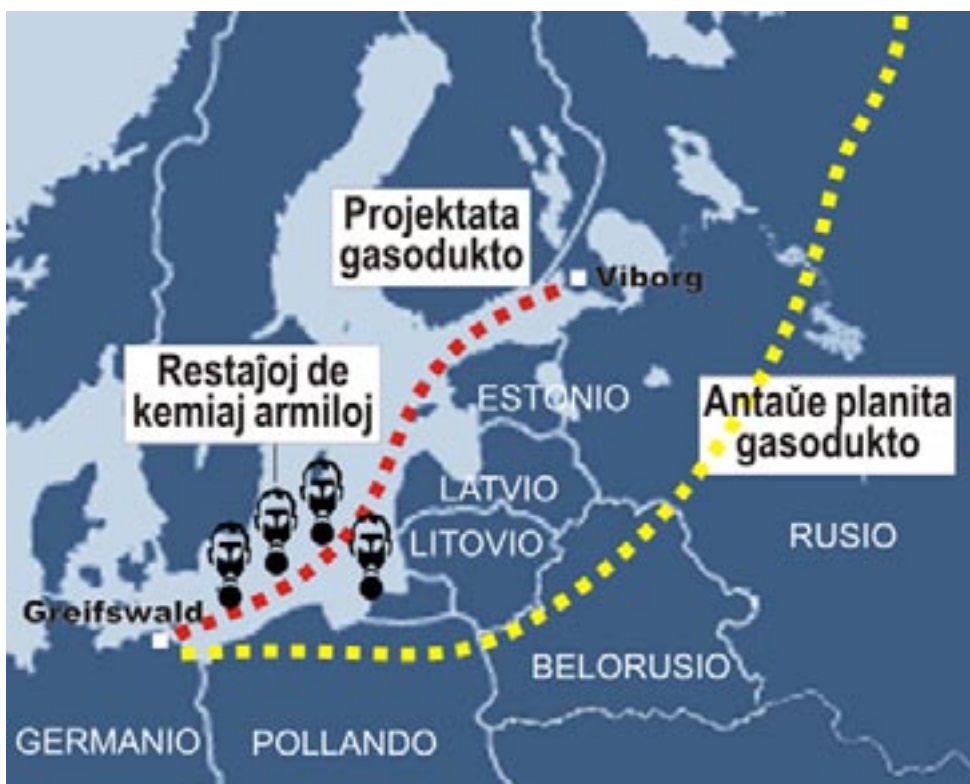 Projektata
gasodukto
Viborg
Restaĵoj de
kemiaj armiloj
ESTONIO
Antaŭe planita
gasodukto
LATVIO
LITOVIO
RUSIO
Greifswald
BELORUSIO
GERMANIO
POLLANDO